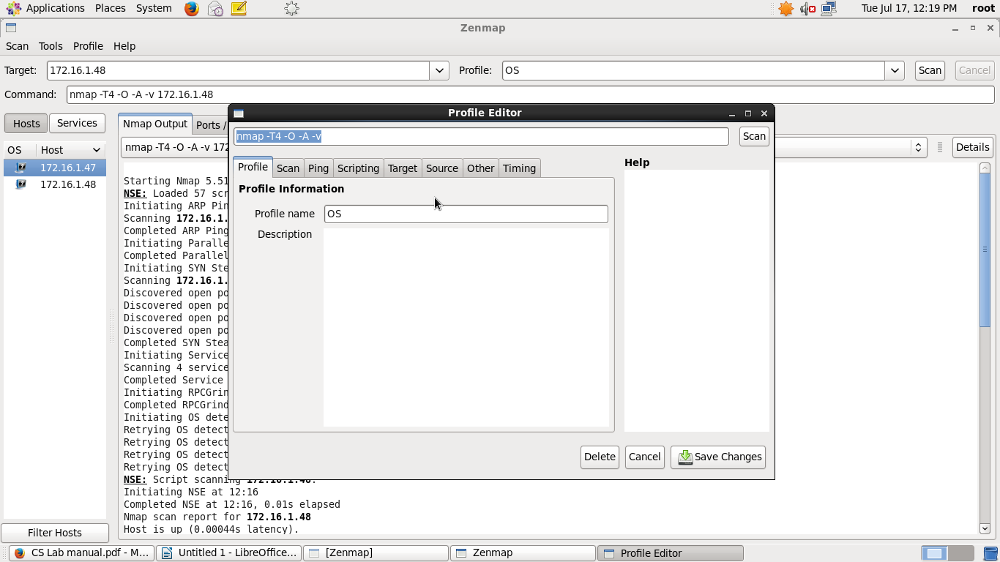 Applications Places System Tue Jul 17, 12:19 PM root
Zenmap
Scan Tools Profile Help
Target: 172.16.1.48 Profile: OS Scan Cancel
Command: nmap -T4 -O -A -v 172.16.1.48
Hosts Services Nmap Output Ports /
OS Host
172.16.1.47
172.16.1.48
nmap -T4 -O -A -v 172 Details
Starting Nmap 5.51
NSE: Loaded 57 scr
Initiating ARP Pin
Scanning 172.16.1.
Completed ARP Ping
Initiating Paralle
Completed Parallel
Initiating SYN Ste
Scanning 172.16.1.
Discovered open po
Discovered open po
Discovered open po
Discovered open po
Completed SYN Stea
Initiating Service
Scanning 4 service
Completed Service
Initiating RPCGrind
Completed RPCGrind
Initiating OS dete
Retrying OS detect
Retrying OS detect
Retrying OS detect
Retrying OS detect
NSE: Script scanning 172.16.1.48.
Initiating NSE at 12:16
Completed NSE at 12:16, 0.01s elapsed
Nmap scan report for 172.16.1.48
Host is up (0.00044s latency).
Filter Hosts
Profile Editor
nmap -T4 -O -A -v Scan
Profile Scan Ping Scripting Target Source Other Timing
Help
Profile Information
Profile name OS
Description
Delete Cancel Save Changes
CS Lab manual.pdf - M... Untitled 1 - LibreOffice... [Zenmap] Zenmap Profile Editor